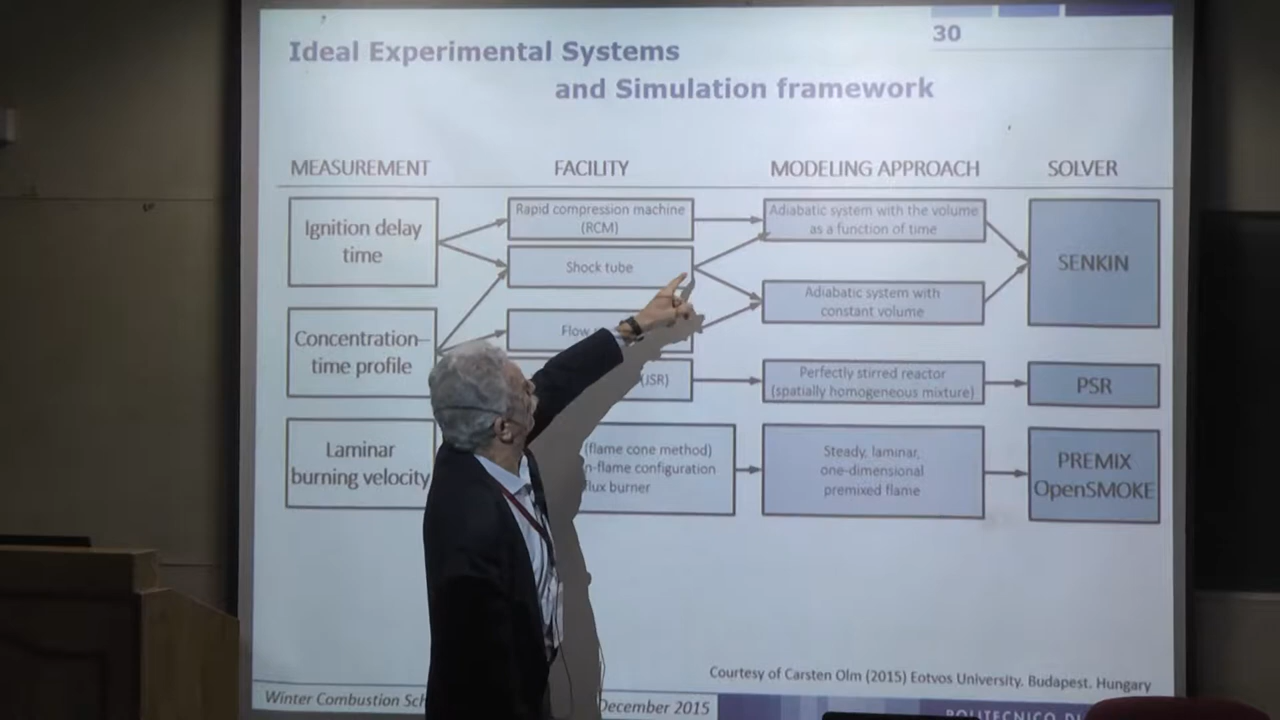 30
Ideal Experimental Systems
and Simulation framework
MEASUREMENT
FACILITY
MODELING APPROACH
SOLVER
Ignition delay
time
Rapid compression machine
(RCM)
Adiabatic system with the volume
as a function of time
SENKIN
Shock tube
Adiabatic system with
constant volume
Concentration–
time profile
Flow
(JSR)
Perfectly stirred reactor
(spatially homogeneous mixture)
PSR
Laminar
burning velocity
(flame cone method)
n-flame configuration
flux burner
Steady, laminar,
one-dimensional
premixed flame
PREMIX
OpenSMOKE
Courtesy of Carsten Olm (2015) Eotvos University. Budapest. Hungary
Winter Combustion Sch
December 2015
POLITECNICO DI